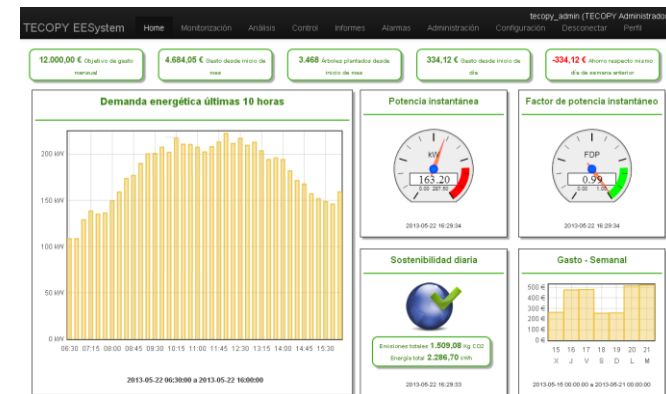 tecopy_admin (TECOPY Administrador
TECOPY EESystem Home Monitorización Análisis Control Informes Alarmas Administración Configuración Desconectar Perfil
12.000,00 € Objetivo de gasto
mensual
4.684,05 € Gasto desde inicio de
mes
3.468 Árboles plantados desde
inicio de mes
334,12 € Gasto desde inicio de
día
-334,12 € Ahorro respecto mismo
día de semana anterior
Demanda energética últimas 10 horas
200 kW
150 kW
100 kW
50 kW
0 kW
06:30 07:15 08:00 08:45 09:30 10:15 11:00 11:45 12:30 13:15 14:00 14:45 15:30
2013-05-22 06:30:00 a 2013-05-22 16:00:00
Potencia instantánea
kW
163.20
0.00 287.50
2013-05-22 16:29:34
Factor de potencia instantáneo
FDP
0.99
0.00 1.00
2013-05-22 16:29:34
Sostenibilidad diaria
Emisiones totales 1.509,08 Kg CO2
Energía total 2.286,70 kWh
2013-05-22 16:29:33
Gasto - Semanal
500 €
400 €
300 €
200 €
100 €
0 €
15 16 17 18 19 20 21
X J V S D L M
2013-05-15 00:00:00 a 2013-05-21 00:00:00